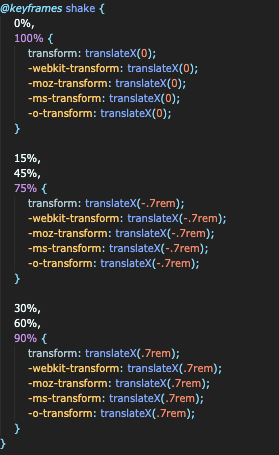 @keyframes shake {
0%,
100% {
transform: translateX(0);
-webkit-transform: translateX(0);
-moz-transform: translateX(0);
-ms-transform: translateX(0);
-o-transform: translateX(0);
}
15%,
45%,
75% {
transform: translateX(-.7rem);
-webkit-transform: translateX(-.7rem);
-moz-transform: translateX(-.7rem);
-ms-transform: translateX(-.7rem);
-o-transform: translateX(-.7rem);
}
30%,
60%,
90% {
transform: translateX(.7rem);
-webkit-transform: translateX(.7rem);
-moz-transform: translateX(.7rem);
-ms-transform: translateX(.7rem);
-o-transform: translateX(.7rem);
}
}